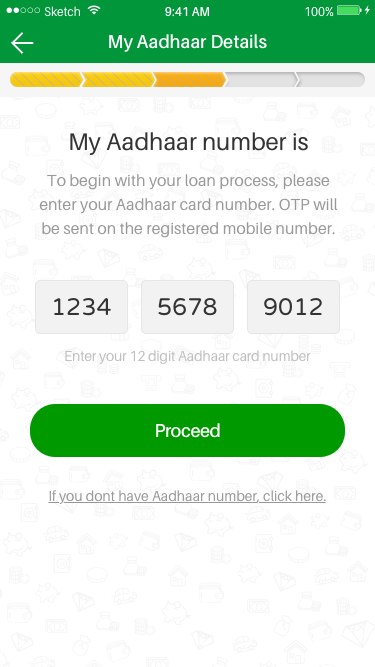 Sketch 9:41 AM 100%
My Aadhaar Details
My Aadhaar number is
To begin with your loan process, please
enter your Aadhaar card number. OTP will
be sent on the registered mobile number.
1234 5678 9012
Enter your 12 digit Aadhaar card number
Proceed
If you dont have Aadhaar number, click here.